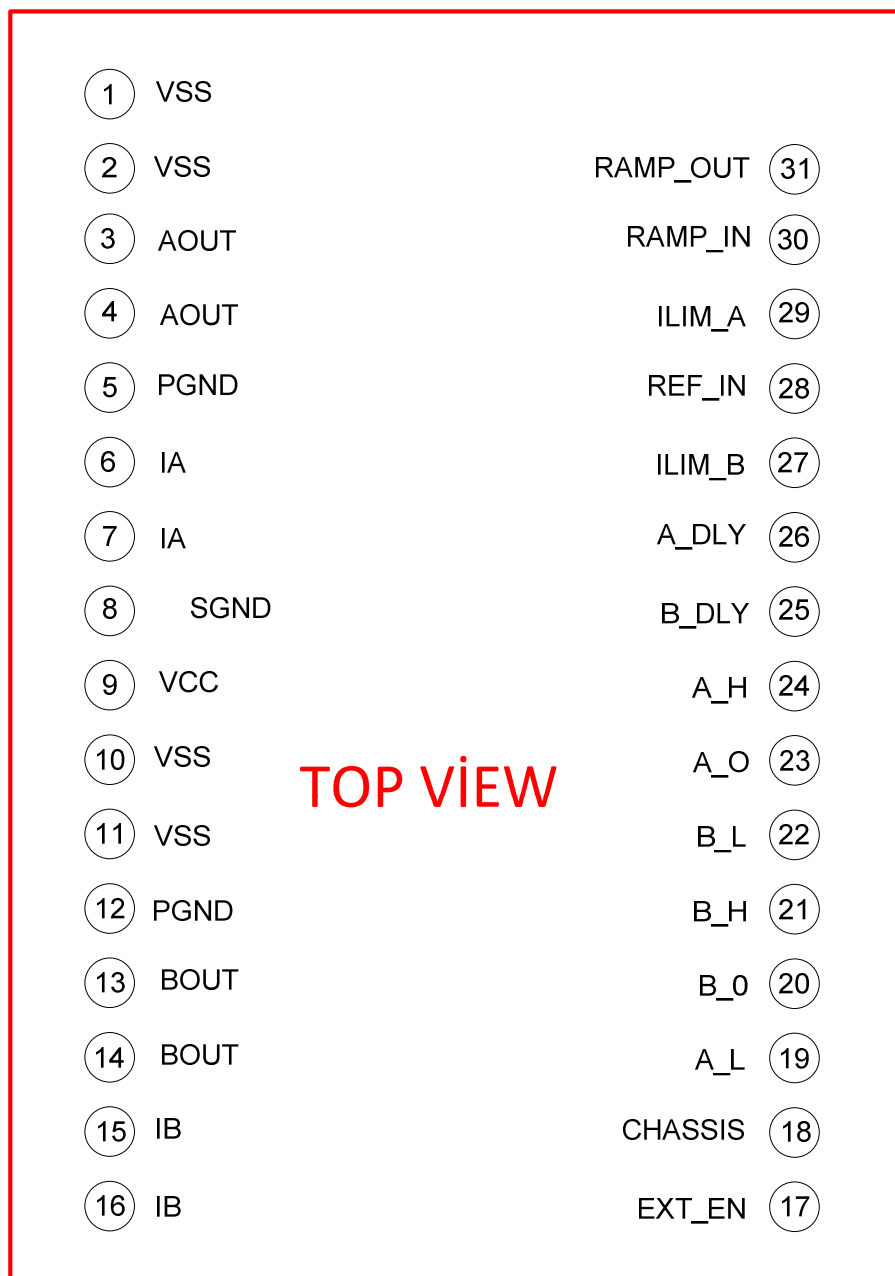 1 VSS
2 VSS RAMP_OUT 31
3 AOUT RAMP_IN 30
4 AOUT ILIM_A 29
5 PGND REF_IN 28
6 IA ILIM_B 27
7 IA A_DLY 26
8 SGND B_DLY 25
9 VCC A_H 24
10 VSS A_O 23
TOP VİEW
11 VSS B_L 22
12 PGND B_H 21
13 BOUT B_0 20
14 BOUT A_L 19
15 IB CHASSIS 18
16 IB EXT_EN 17